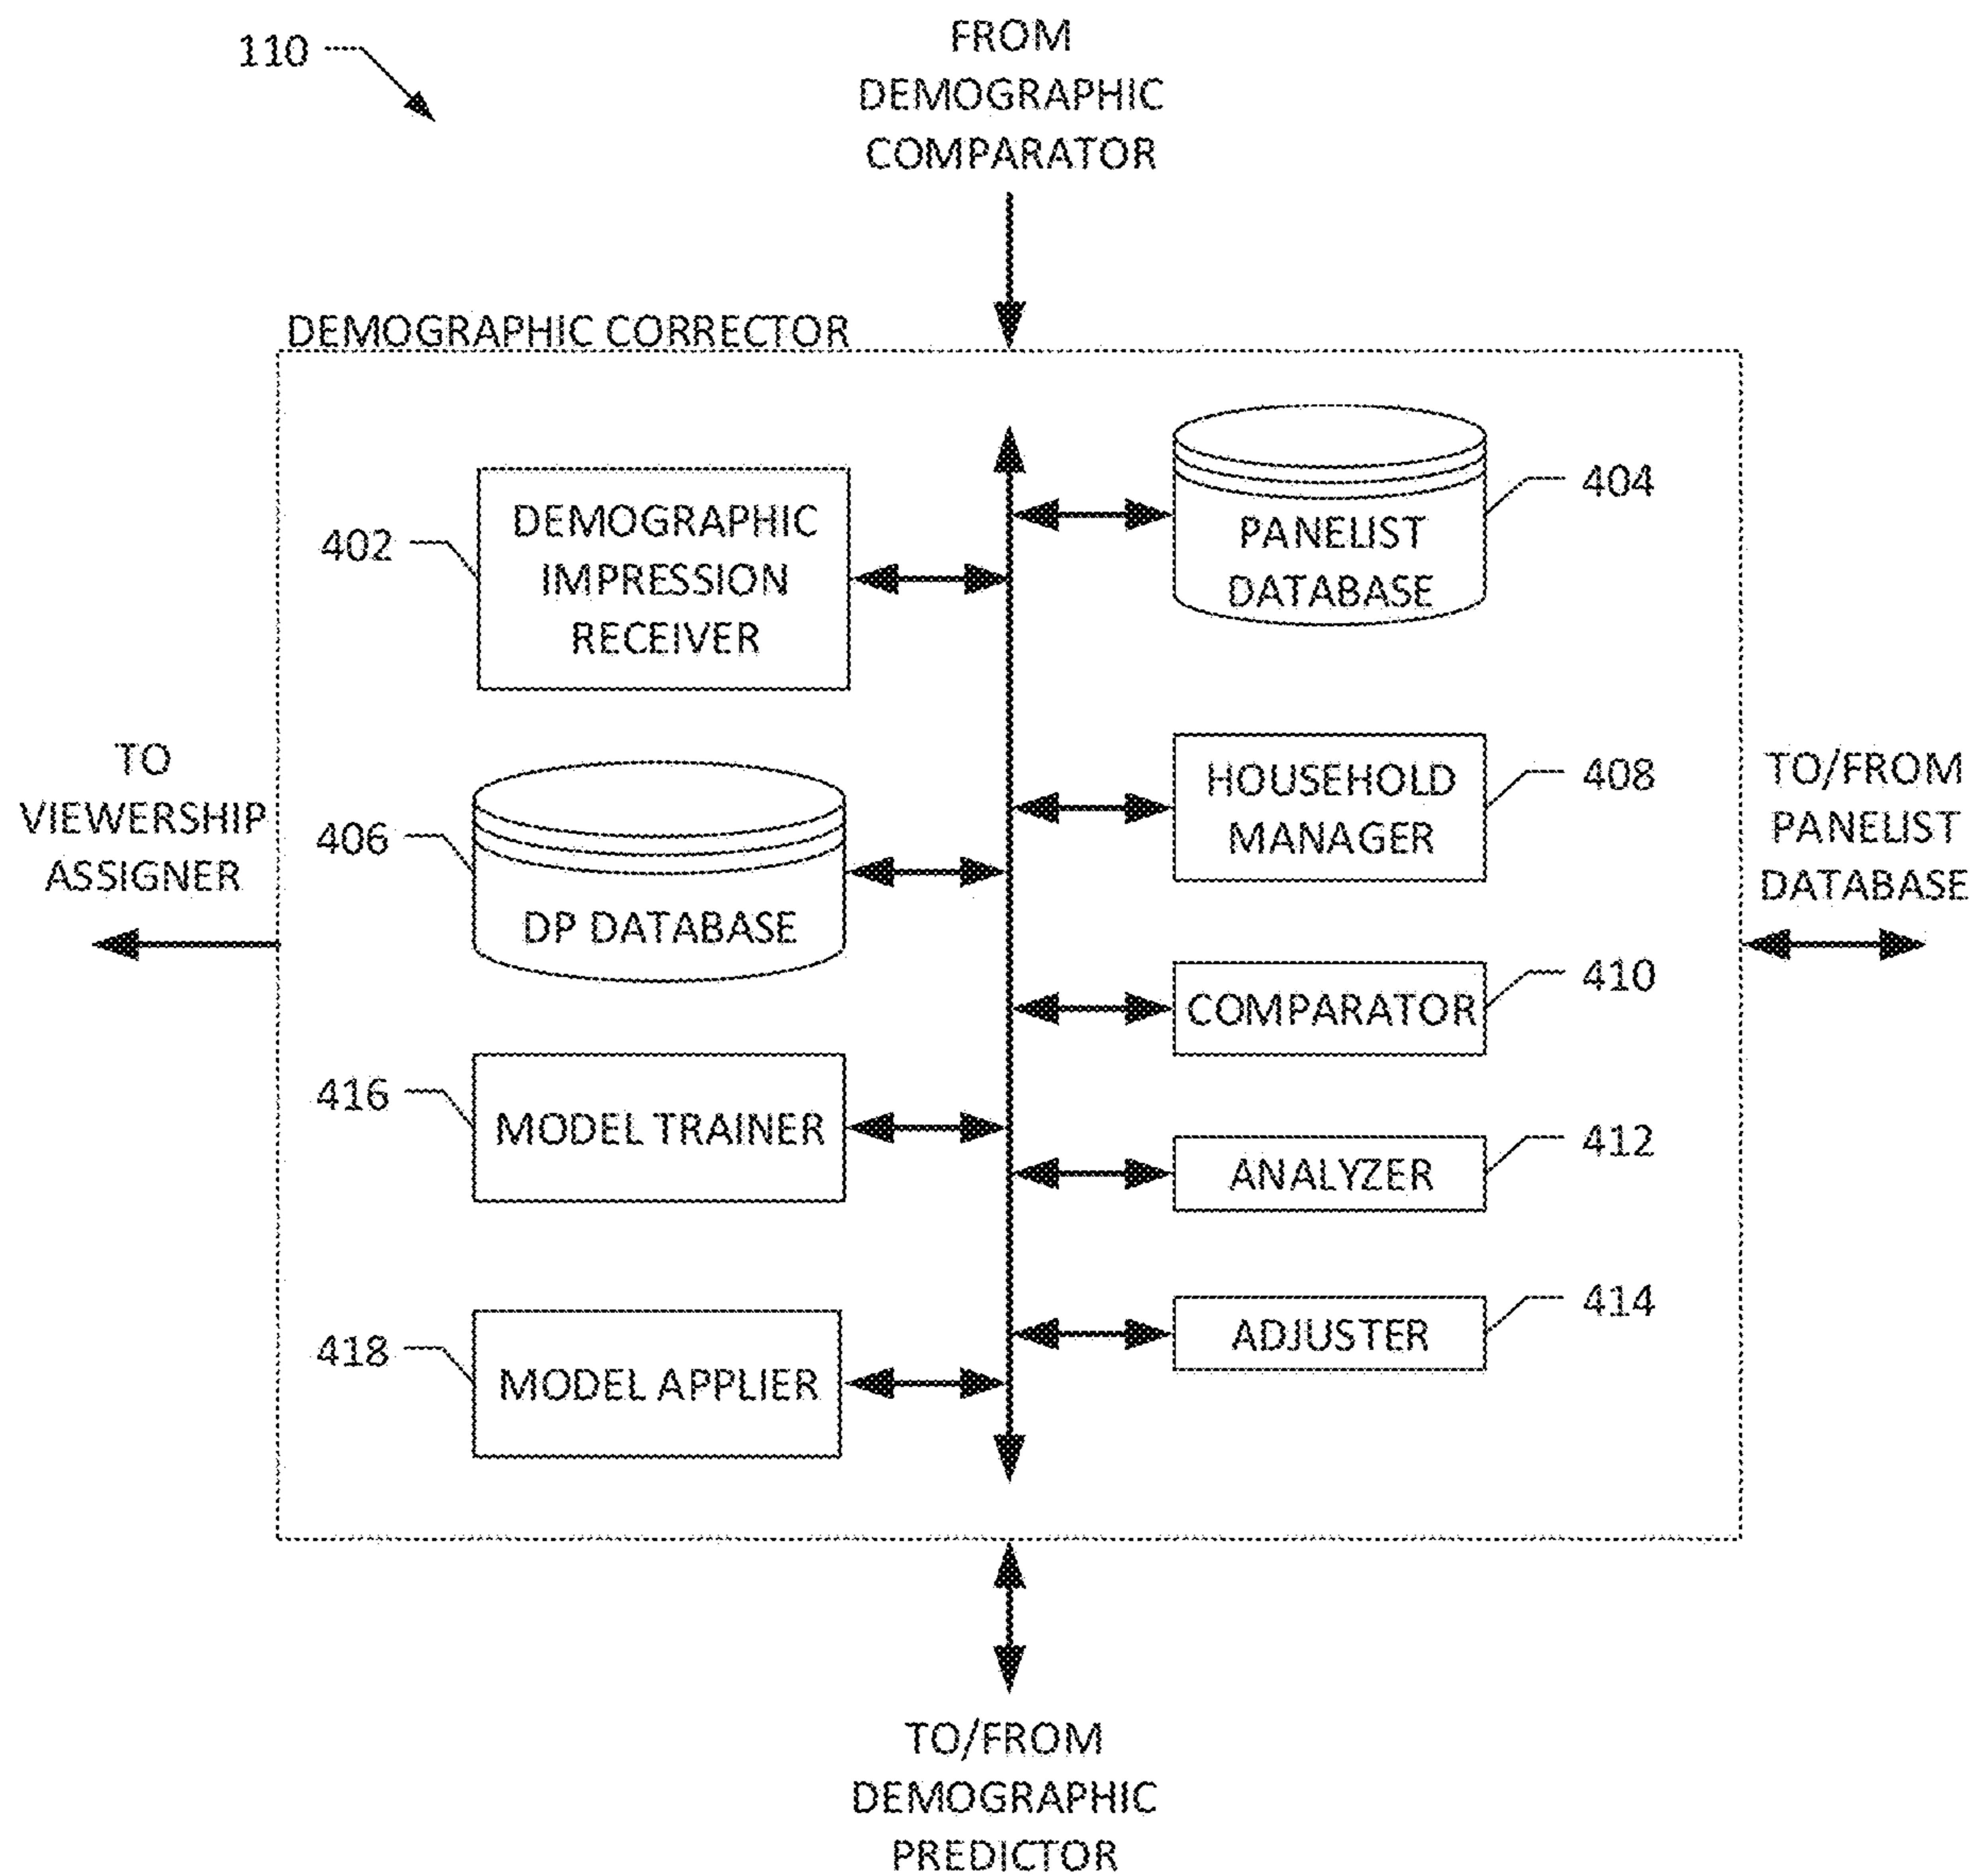 110
FROM
DEMOGRAPHIC
COMPARATOR
DEMOGRAPHIC CORRECTOR
402
DEMOGRAPHIC
IMPRESSION
RECEIVER
PANELIST
DATABASE
404
TO
VIEWERSHIP
ASSIGNER
406
DP DATABASE
HOUSEHOLD
MANAGER
408
TO/FROM
PANELIST
DATABASE
COMPARATOR
410
416
MODEL TRAINER
ANALYZER
412
418
MODEL APPLIER
ADJUSTER
414
TO/FROM
DEMOGRAPHIC
PREDICTOR